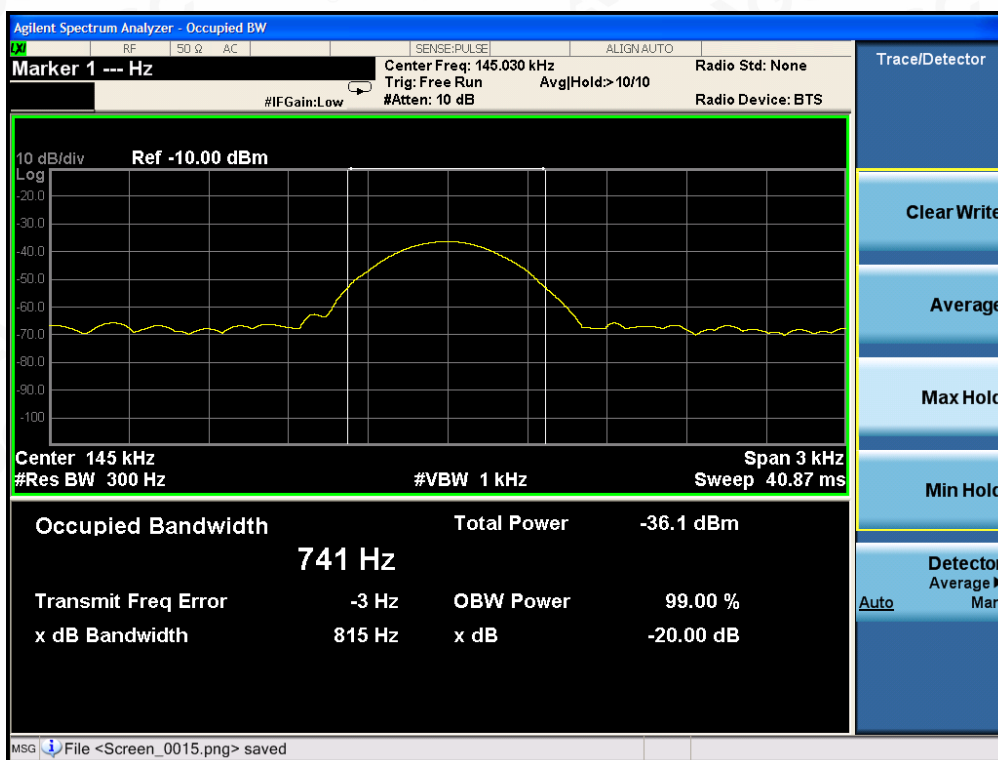 Agilent Spectrum Analyzer - Occupied BW
LXI RF 50 Ω AC SENSE:PULSE ALIGN AUTO
Marker 1 --- Hz
#IFGain:Low
Center Freq: 145.030 kHz
Trig: Free Run Avg|Hold:> 10/10
#Atten: 10 dB
Radio Std: None
Radio Device: BTS
10 dB/div Ref -10.00 dBm
Log
-20.0
-30.0
-40.0
-50.0
-60.0
-70.0
-80.0
-90.0
-100
Center 145 kHz Span 3 kHz
#Res BW 300 Hz #VBW 1 kHz Sweep 40.87 ms
Occupied Bandwidth Total Power -36.1 dBm
741 Hz
Transmit Freq Error -3 Hz OBW Power 99.00 %
x dB Bandwidth 815 Hz x dB -20.00 dB
MSG File <Screen_0015.png> saved
Trace/Detector
Clear Write
Average
Max Hold
Min Hold
Detector
Average
Auto Man